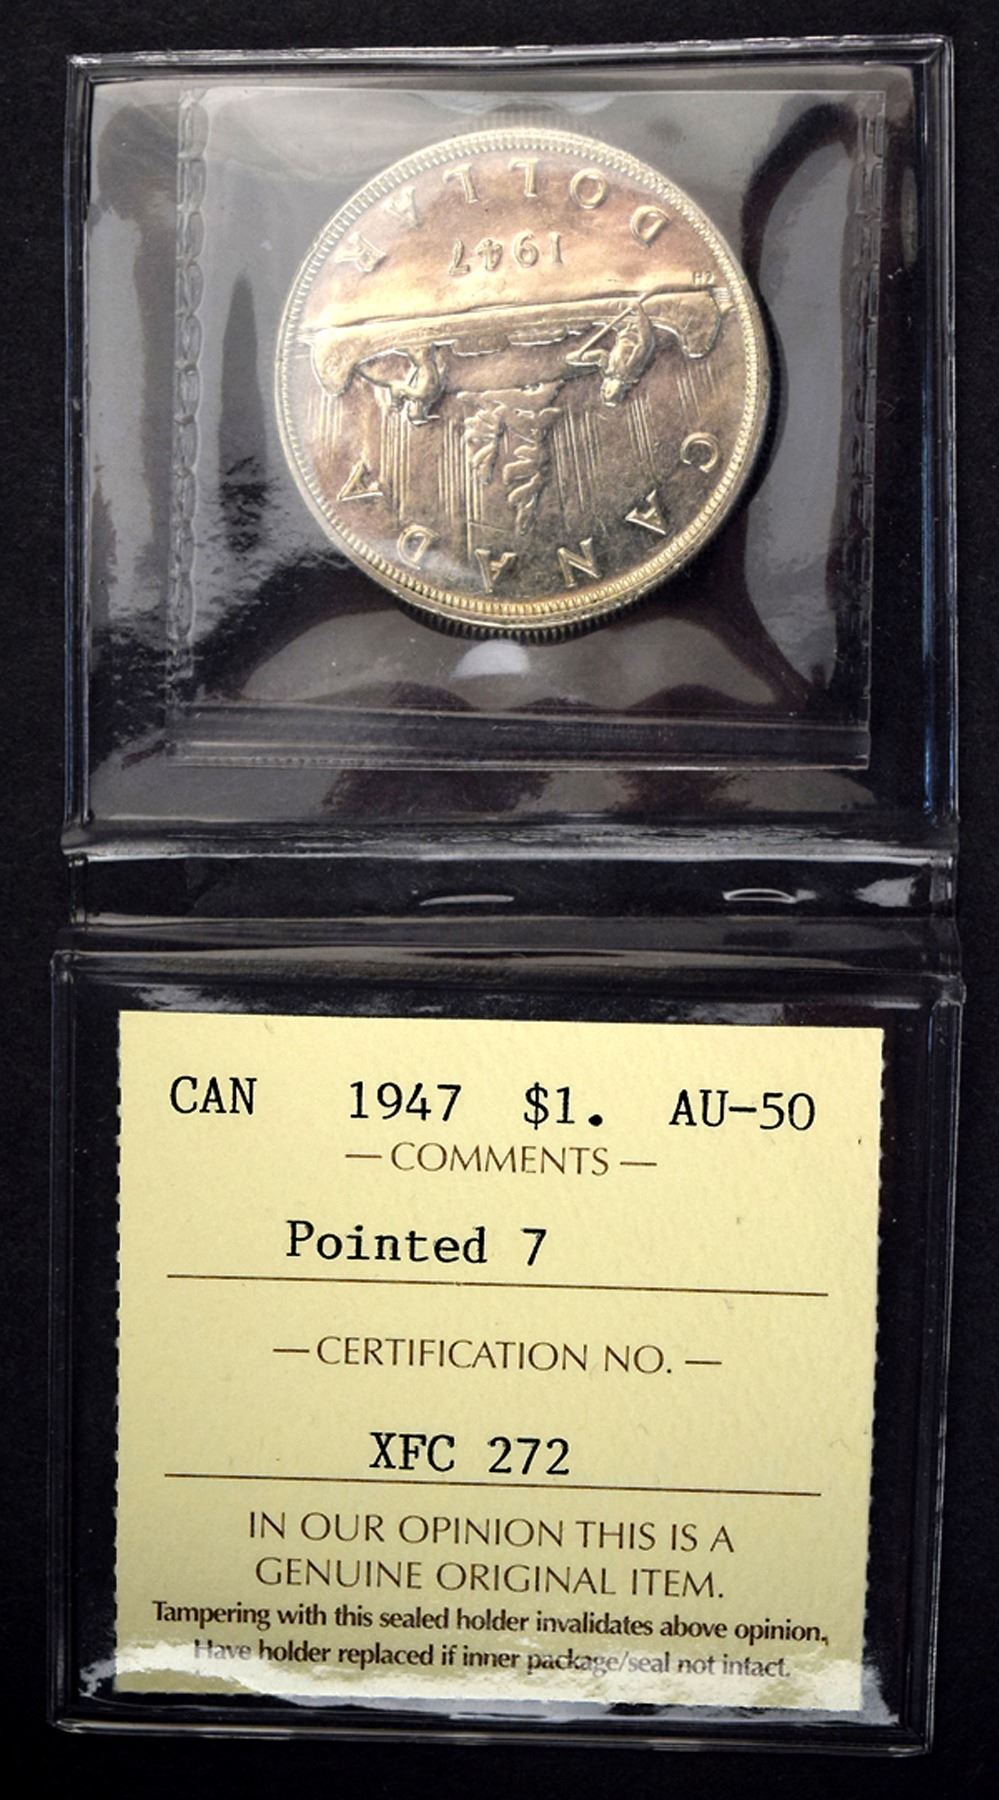 CANADA
1947
DOLLAR
HP
CAN 1947 $1. AU-50
— COMMENTS —
Pointed 7
— CERTIFICATION NO. —
XFC 272
IN OUR OPINION THIS IS A
GENUINE ORIGINAL ITEM.
Tampering with this sealed holder invalidates above opinion,
Have holder replaced if inner package/seal not intact.